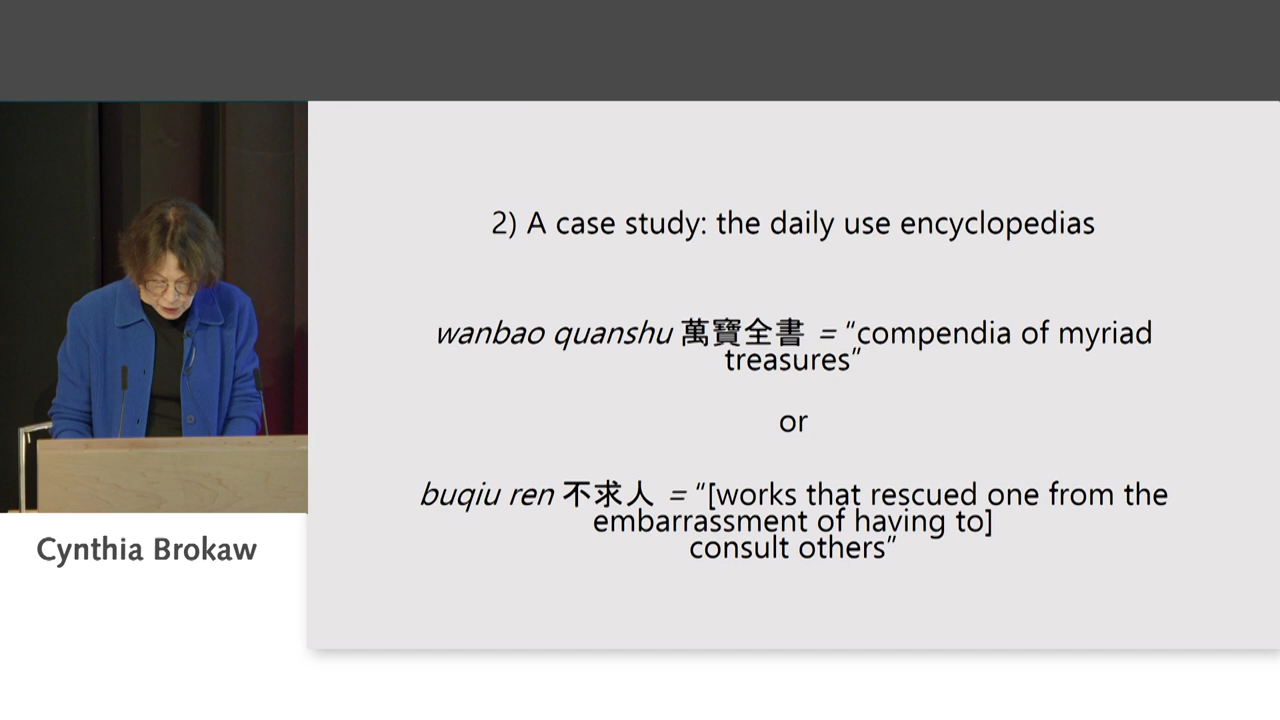 2) A case study: the daily use encyclopedias
wanbao quanshu 萬寶全書 = “compendia of myriad
treasures”
or
buqiu ren 不求人 = “[works that rescued one from the
embarrassment of having to]
consult others”
Cynthia Brokaw